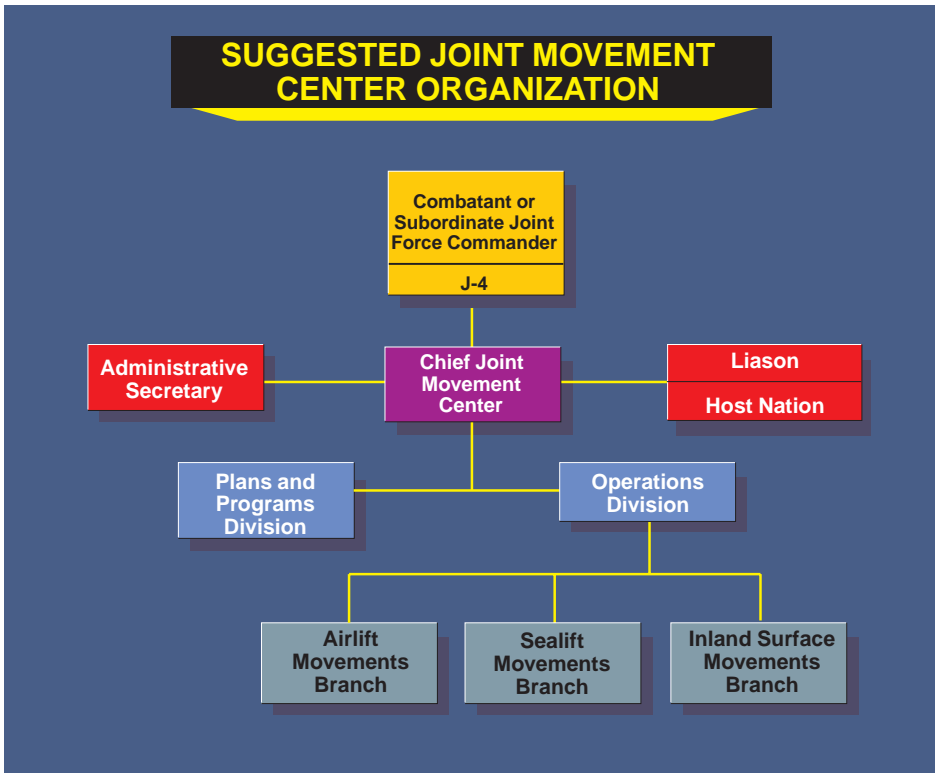 SUGGESTED JOINT MOVEMENT
CENTER ORGANIZATION
Combatant or
Subordinate Joint
Force Commander
J-4
Administrative
Secretary
Chief Joint
Movement
Center
Liason
Host Nation
Plans and
Programs
Division
Operations
Division
Airlift
Movements
Branch
Sealift
Movements
Branch
Inland Surface
Movements
Branch